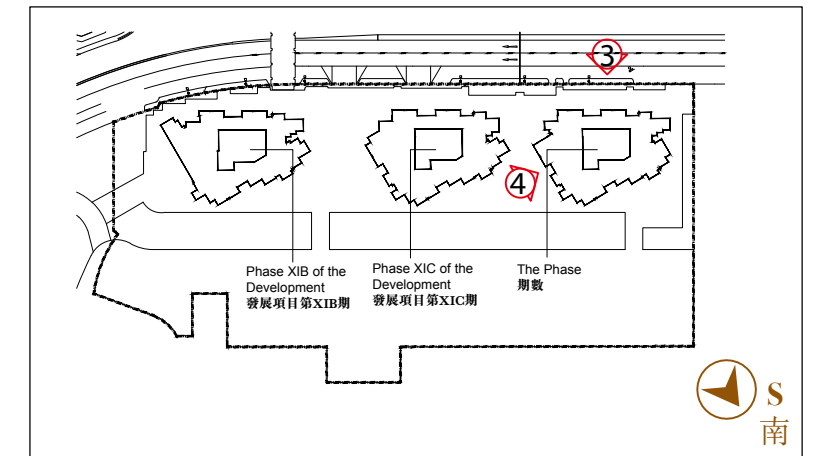 3
4
Phase XIB of the
Development
發展項目第XIB期
Phase XIC of the
Development
發展項目第XIC期
The Phase
期數
S
南